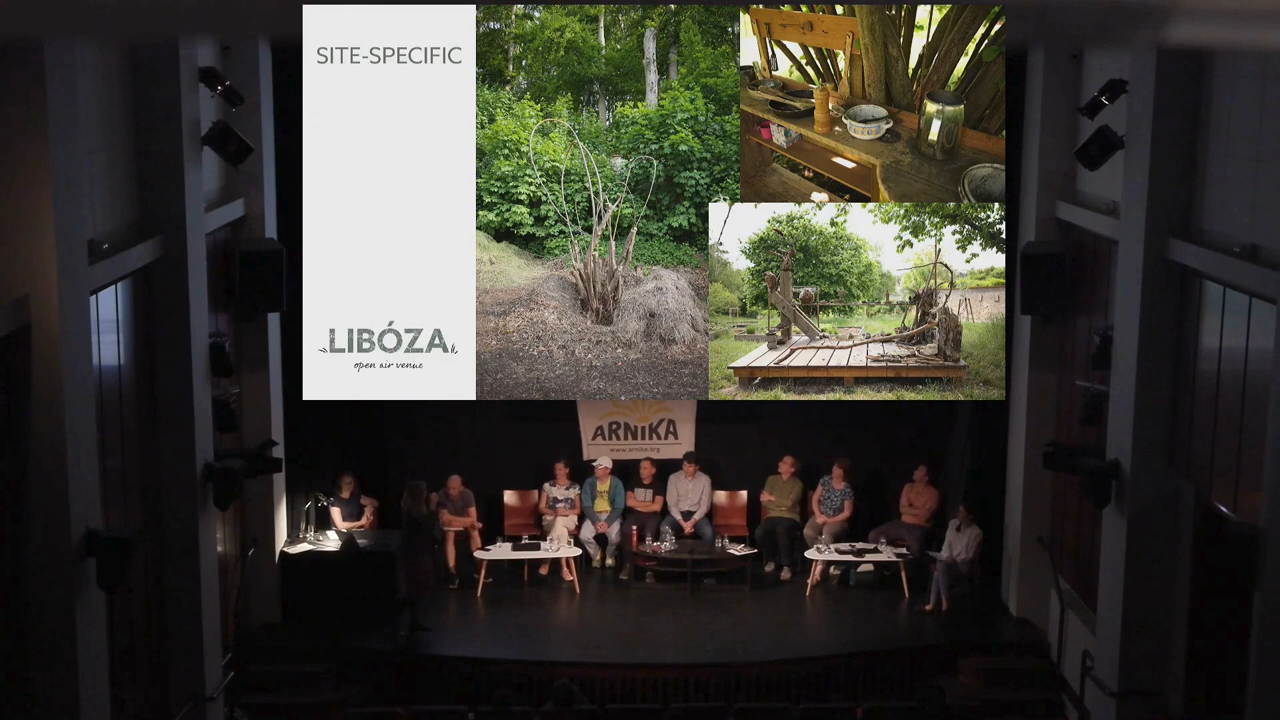 SITE-SPECIFIC
LIBÓZA
open air venue
ARNIKA
www.arnika.org